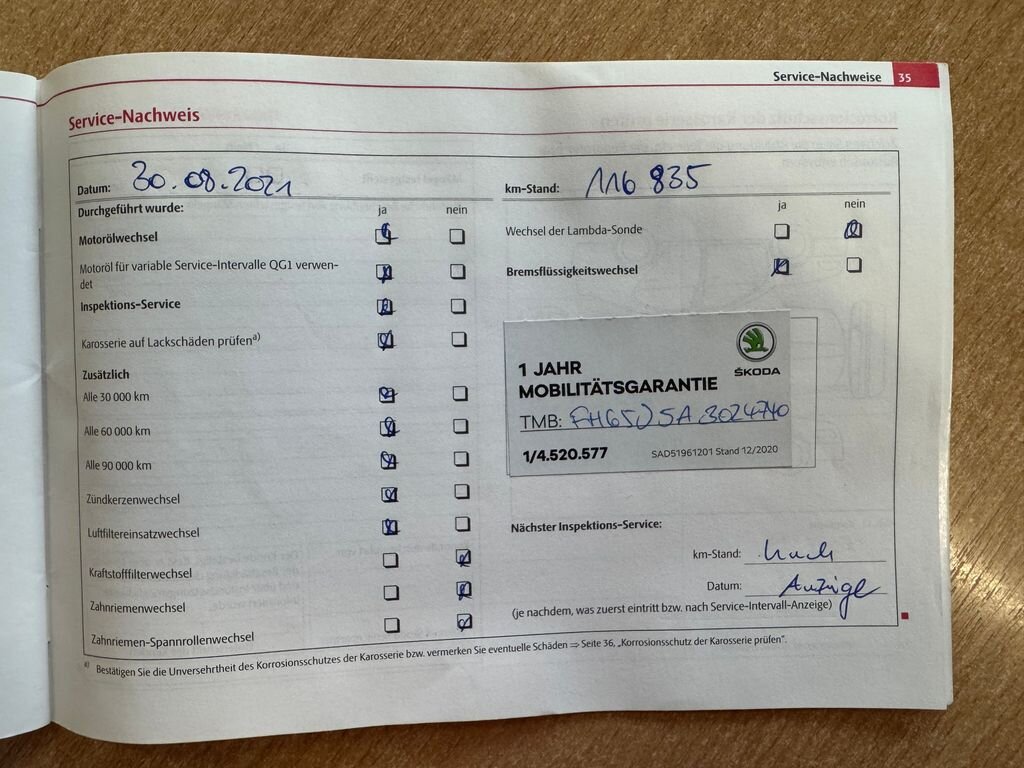 Service-Nachweise 35
Service-Nachweis
Datum: 30.08.2021
km-Stand: 116 835
Durchgeführt wurde: ja nein
ja nein
Motorölwechsel
Wechsel der Lambda-Sonde
Motoröl für variable Service-Intervalle QG1 verwen-
det
Bremsflüssigkeitswechsel
Inspektions-Service
Karosserie auf Lackschäden prüfen a)
Zusätzlich
Alle 30 000 km
Alle 60 000 km
Alle 90 000 km
Zündkerzenwechsel
Luftfiltereinsatzwechsel
Kraftstofffilterwechsel
Zahnriemenwechsel
Zahnriemen-Spannrollenwechsel
ŠKODA
1 JAHR
MOBILITÄTSGARANTIE
TMB:
1/4.520.577 SAD51961201 Stand 12/2020
Nächster Inspektions-Service:
km-Stand: nach
Datum: Anzeige
(je nachdem, was zuerst eintritt bzw. nach Service-Intervall-Anzeige)
a) Bestätigen Sie die Unversehrtheit des Korrosionsschutzes der Karosserie bzw. vermerken Sie eventuelle Schäden ⇒ Seite 36, „Korrosionsschutz der Karosserie prüfen“.